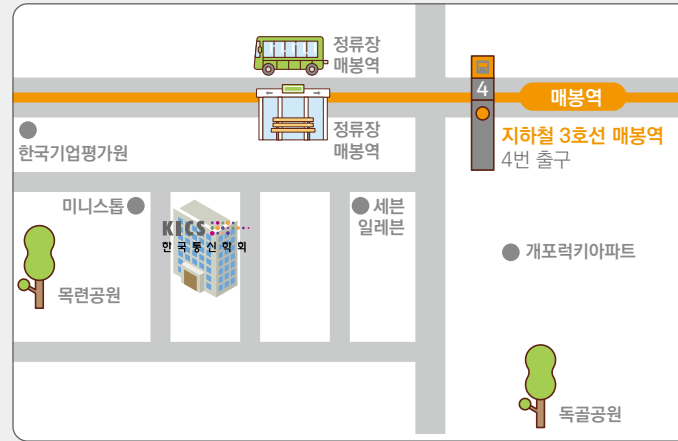 정류장
매봉역
4
매봉역
정류장
매봉역
지하철 3호선 매봉역
4번 출구
한국기업평가원
미니스톱
KICS
한국통신학회
세븐
일레븐
개포럭키아파트
목련공원
독골공원